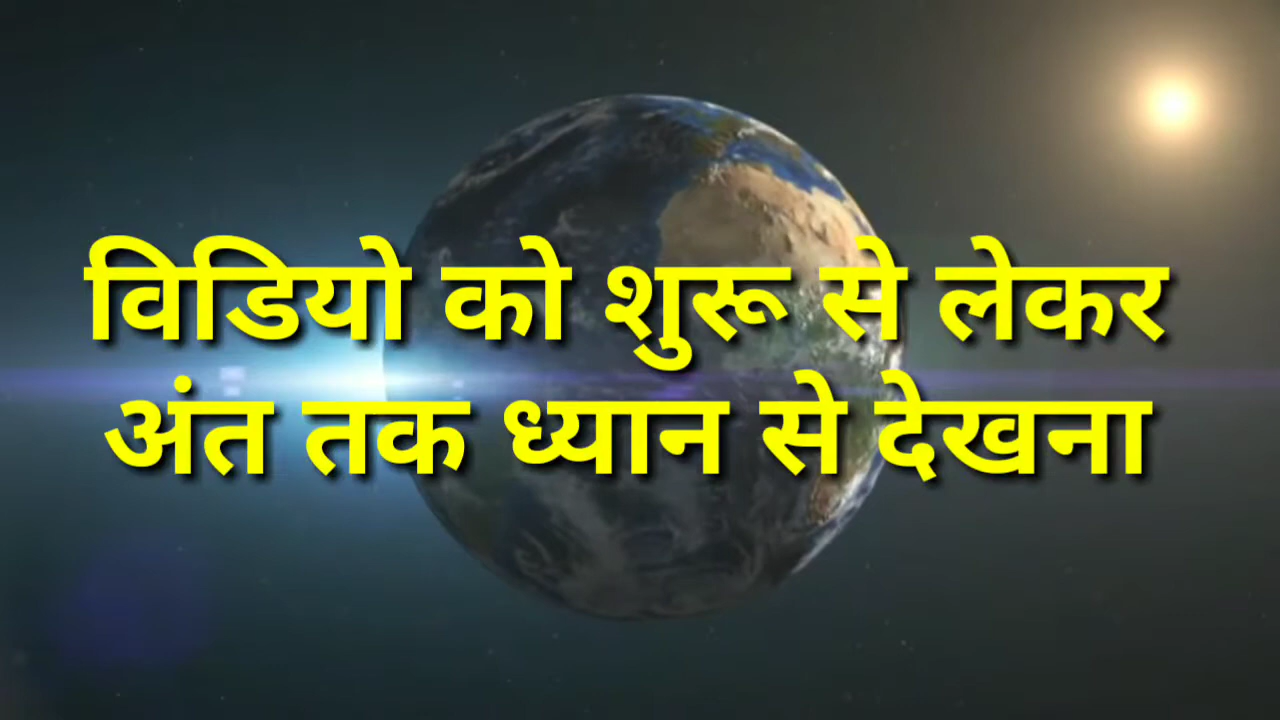 विडियो को शुरू से लेकर
अंत तक ध्यान से देखना